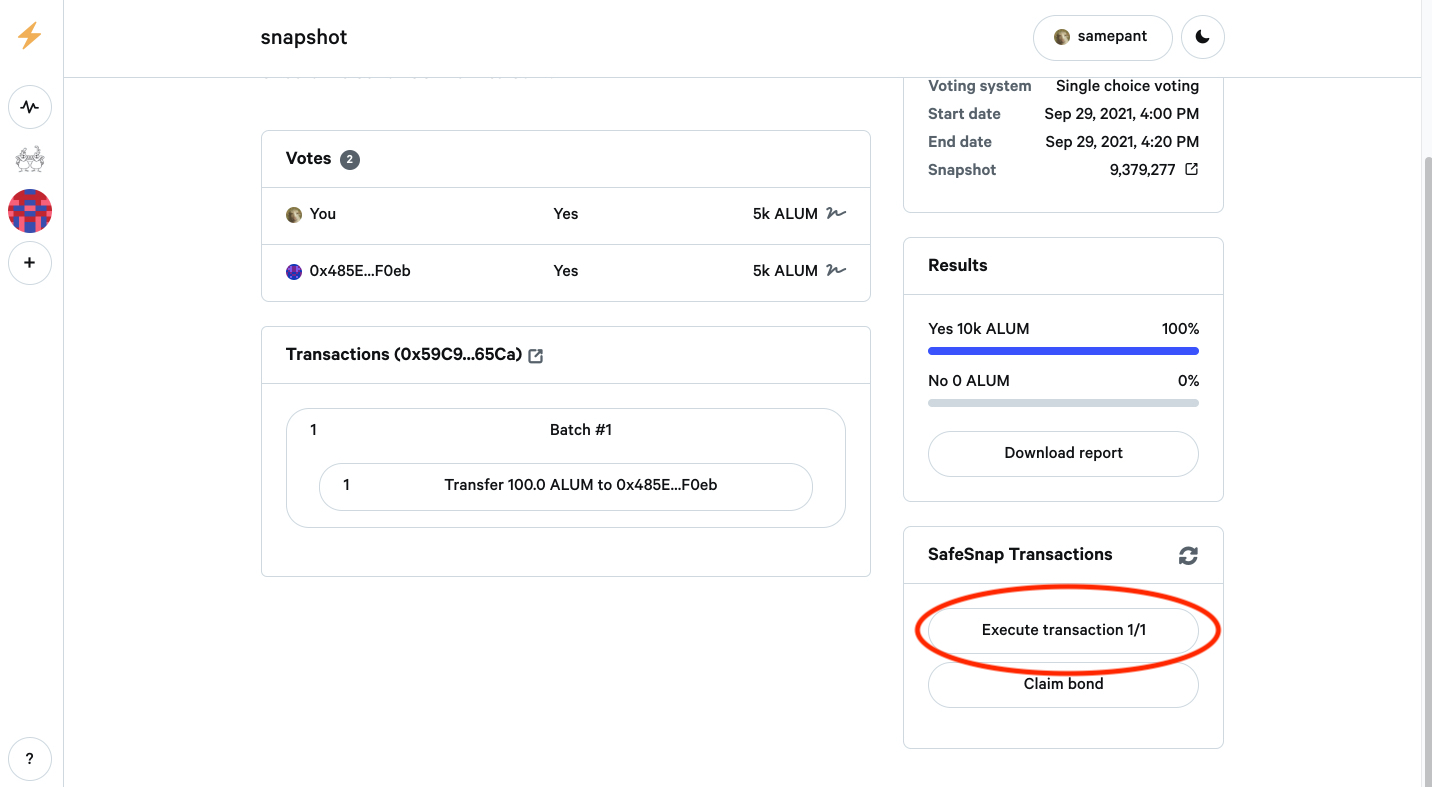 snapshot
samepant
Voting system Single choice voting
Start date Sep 29, 2021, 4:00 PM
End date Sep 29, 2021, 4:20 PM
Snapshot 9,379,277
Votes 2
You Yes 5k ALUM
0x485E...F0eb Yes 5k ALUM
Transactions (0x59C9...65Ca)
1 Batch #1
1 Transfer 100.0 ALUM to 0x485E...F0eb
Results
Yes 10k ALUM 100%
No 0 ALUM 0%
Download report
SafeSnap Transactions
Execute transaction 1/1
Claim bond
+
?